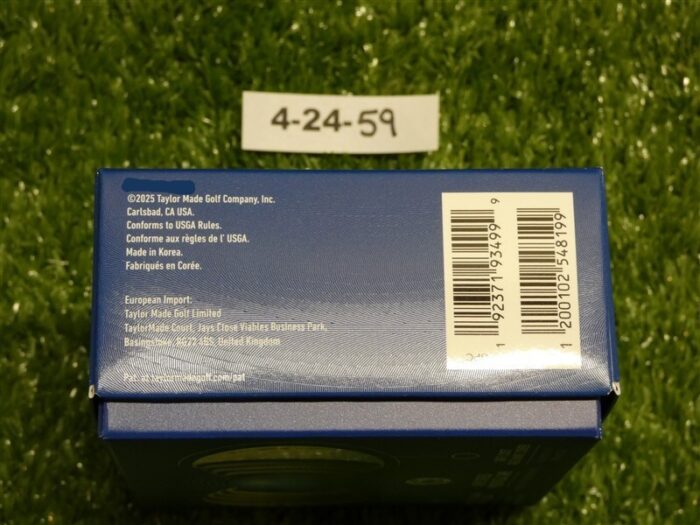 4-24-59
©2025 Taylor Made Golf Company, Inc.
Carlsbad, CA USA.
Conforms to USGA Rules.
Conforme aux règles de l' USGA.
Made in Korea.
Fabriqués en Corée.
European Import:
Taylor Made Golf Limited
TaylorMade Court, Jays Close Viables Business Park,
Basingstoke, RG22 4BS, United Kingdom
Pat. at taylormadegolf.com/pat
1 92371 93499 9
UPC
1 200102 548199